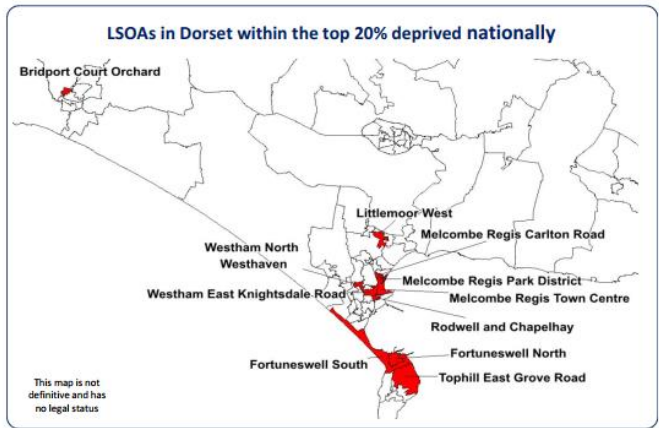 LSOAs in Dorset within the top 20% deprived nationally
Bridport Court Orchard
Littlemoor West
Melcombe Regis Carlton Road
Westham North
Westhaven
Melcombe Regis Park District
Westham East Knightsdale Road
Melcombe Regis Town Centre
Rodwell and Chapelhay
Fortuneswell North
Fortuneswell South
Tophill East Grove Road
This map is not
definitive and has
no legal status